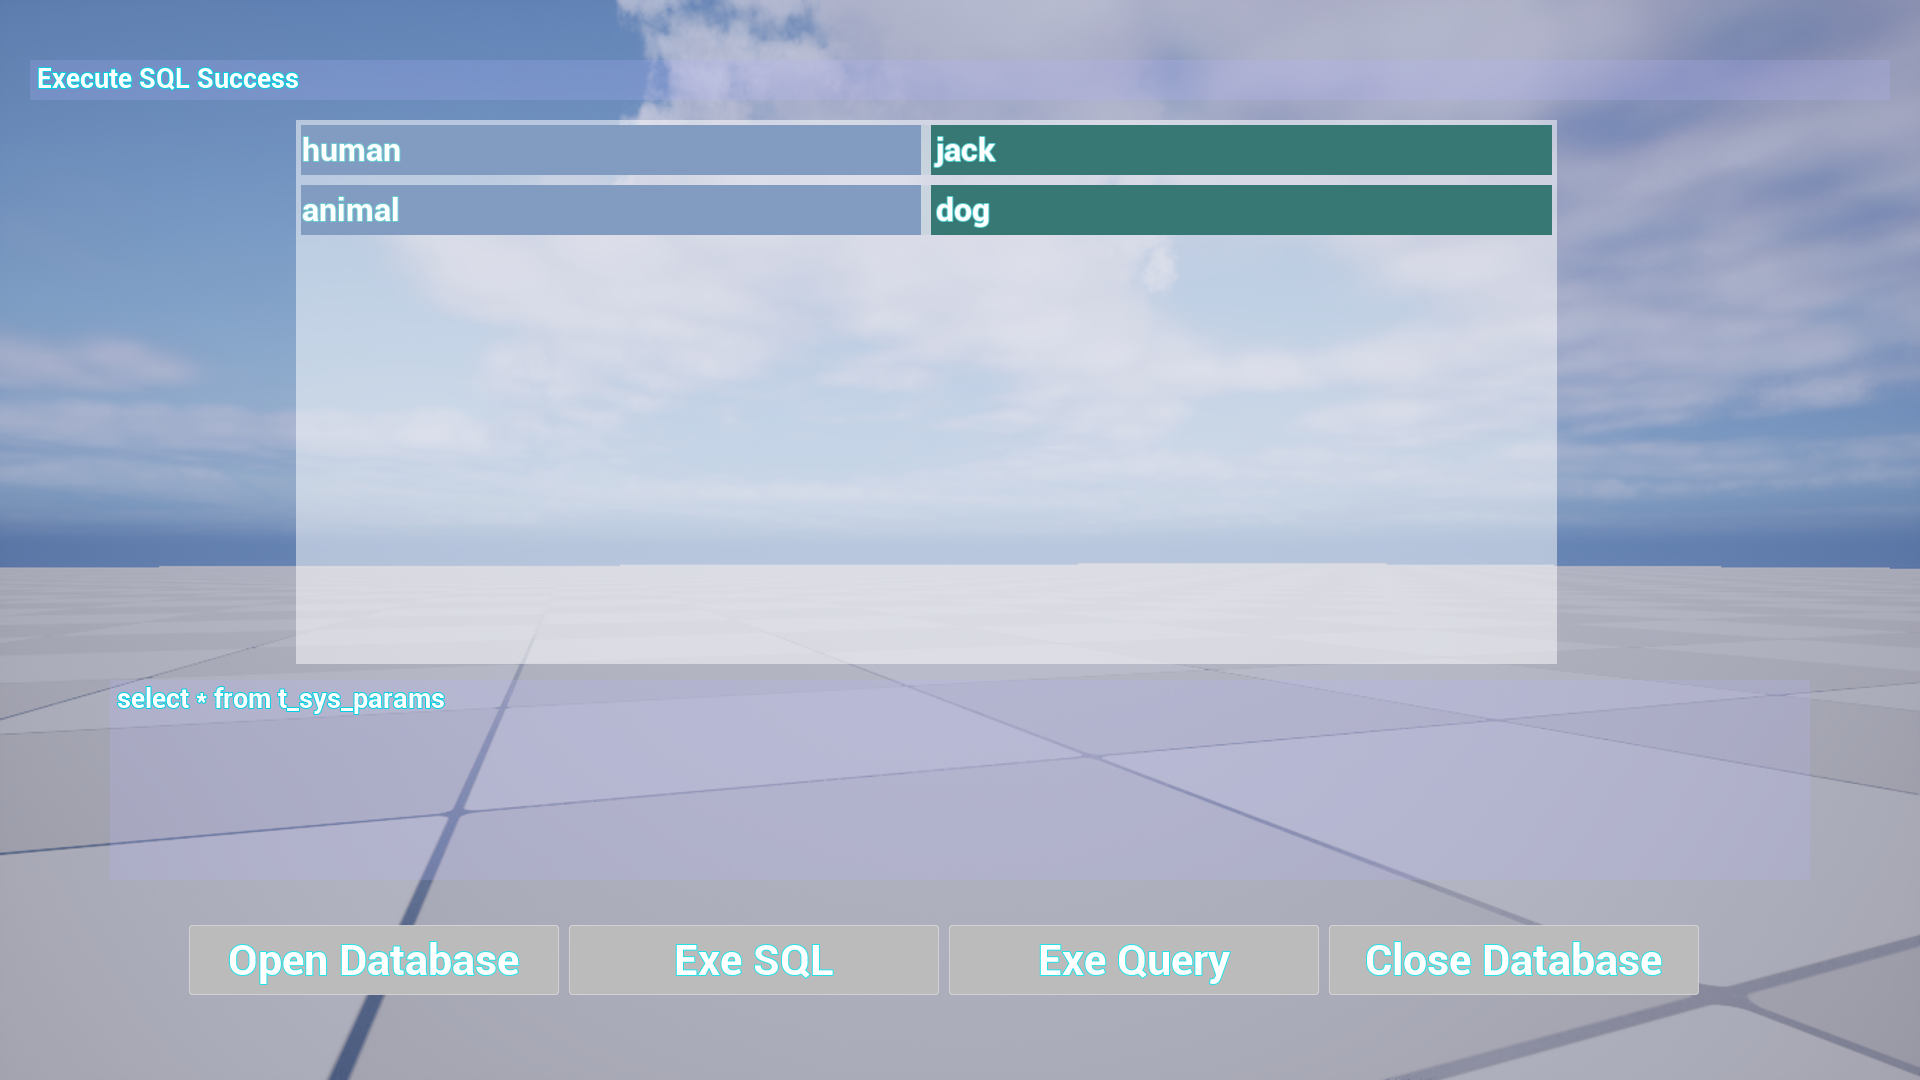 Execute SQL Success
human jack
animal dog
select * from t_sys_params
Open Database Exe SQL Exe Query Close Database